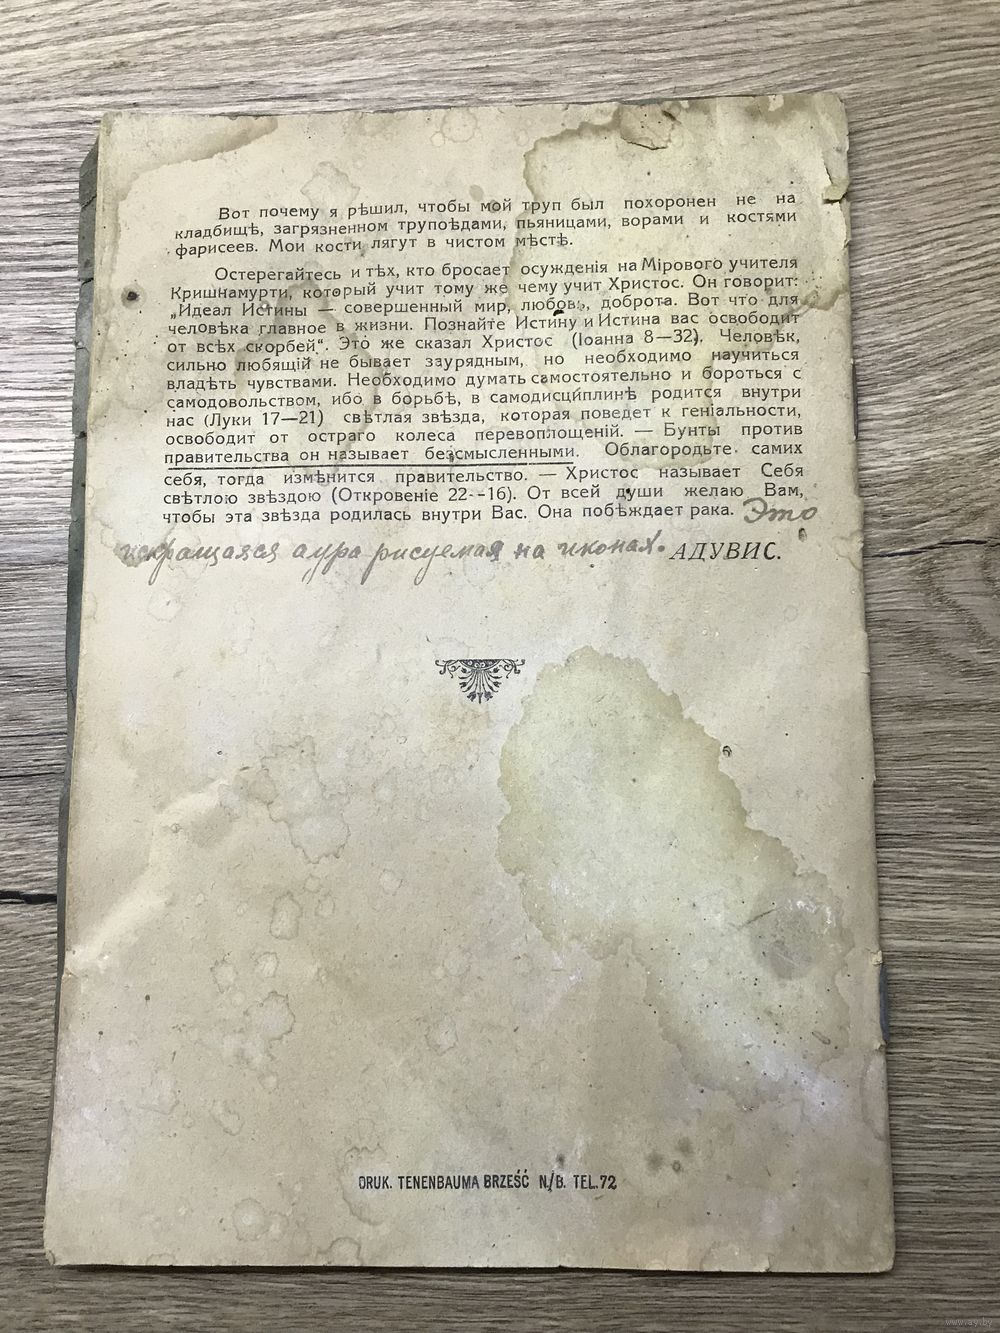 Вот почему я рѣшил, чтобы мой труп был похоронен не на
кладбищѣ, загрязненном трупоѣдами, пьяницами, ворами и костями
фарисеев. Мои кости лягут в чистом мѣстѣ.
Остерегайтесь и тѣх, кто бросает осужденія на Мірового учителя
Кришнамурти, который учит тому же чему учит Христос. Он говорит:
„Идеал Истины — совершенный мир, любовь, доброта. Вот что для
человѣка главное в жизни. Познайте Истину и Истина вас освободит
от всѣх скорбей“. Это же сказал Христос (Іоанна 8—32). Человѣк,
сильно любящій не бывает заурядным, но необходимо научиться
владѣть чувствами. Необходимо думать самостоятельно и бороться с
самодовольством, ибо в борьбѣ, в самодисциплинѣ родится внутри
нас (Луки 17—21) свѣтлая звѣзда, которая поведет к геніальности,
освободит от остраго колеса перевоплощеній. — Бунты против
правительства он называет безсмысленными. Облагородьте самих
себя, тогда измѣнится правительство. — Христос называет Себя
свѣтлою звѣздою (Откровеніе 22--16). От всей души желаю Вам,
чтобы эта звѣзда родилась внутри Вас. Она побѣждает рака. Это
искращаяся аура рисуемая на иконах. АДУВИС.
DRUK. TENENBAUMA BRZEŚĆ N/B. TEL. 72
www.ay.by